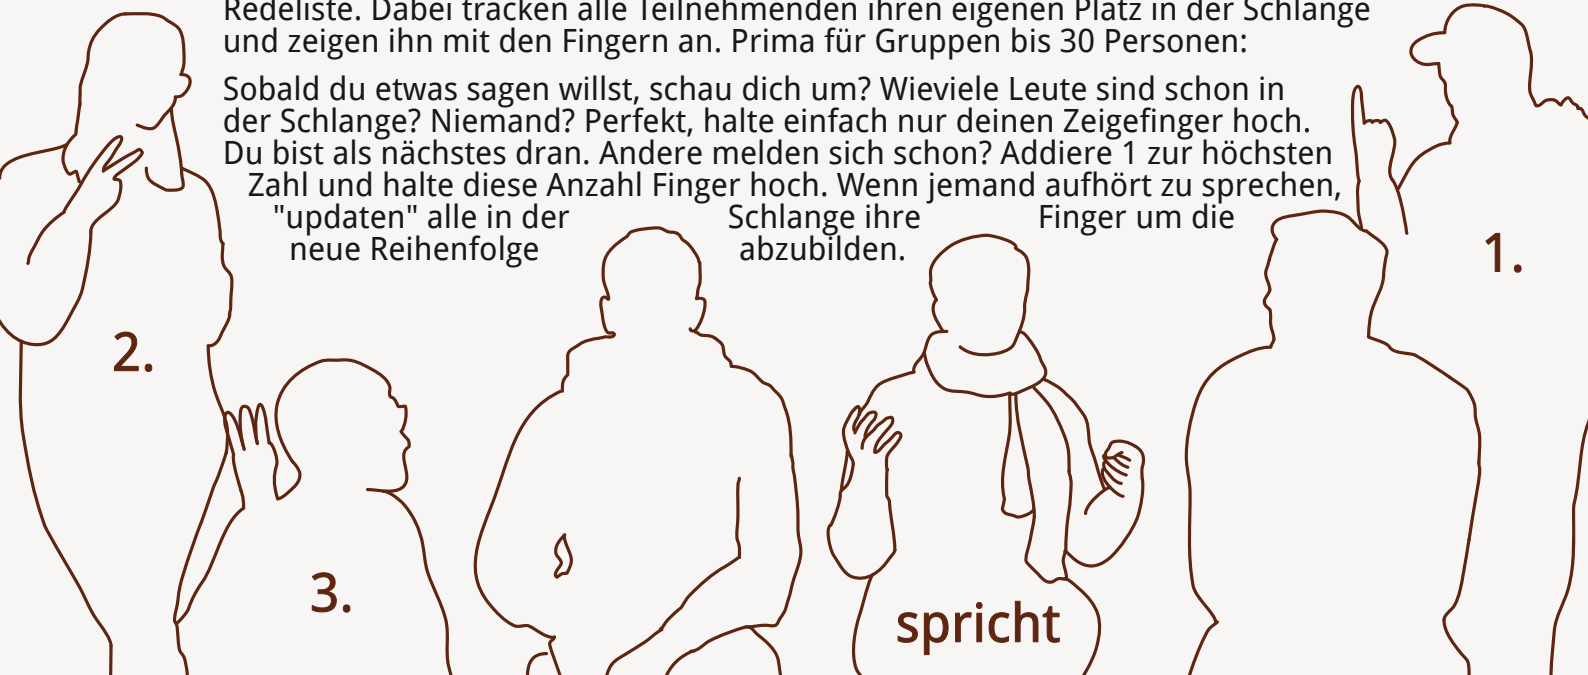 Redeliste. Dabei tracken alle Teilnehmenden ihren eigenen Platz in der Schlange
und zeigen ihn mit den Fingern an. Prima für Gruppen bis 30 Personen:
Sobald du etwas sagen willst, schau dich um? Wieviele Leute sind schon in
der Schlange? Niemand? Perfekt, halte einfach nur deinen Zeigefinger hoch.
Du bist als nächstes dran. Andere melden sich schon? Addiere 1 zur höchsten
Zahl und halte diese Anzahl Finger hoch. Wenn jemand aufhört zu sprechen,
"updaten" alle in der Schlange ihre Finger um die
neue Reihenfolge abzubilden.
1.
2.
3.
spricht